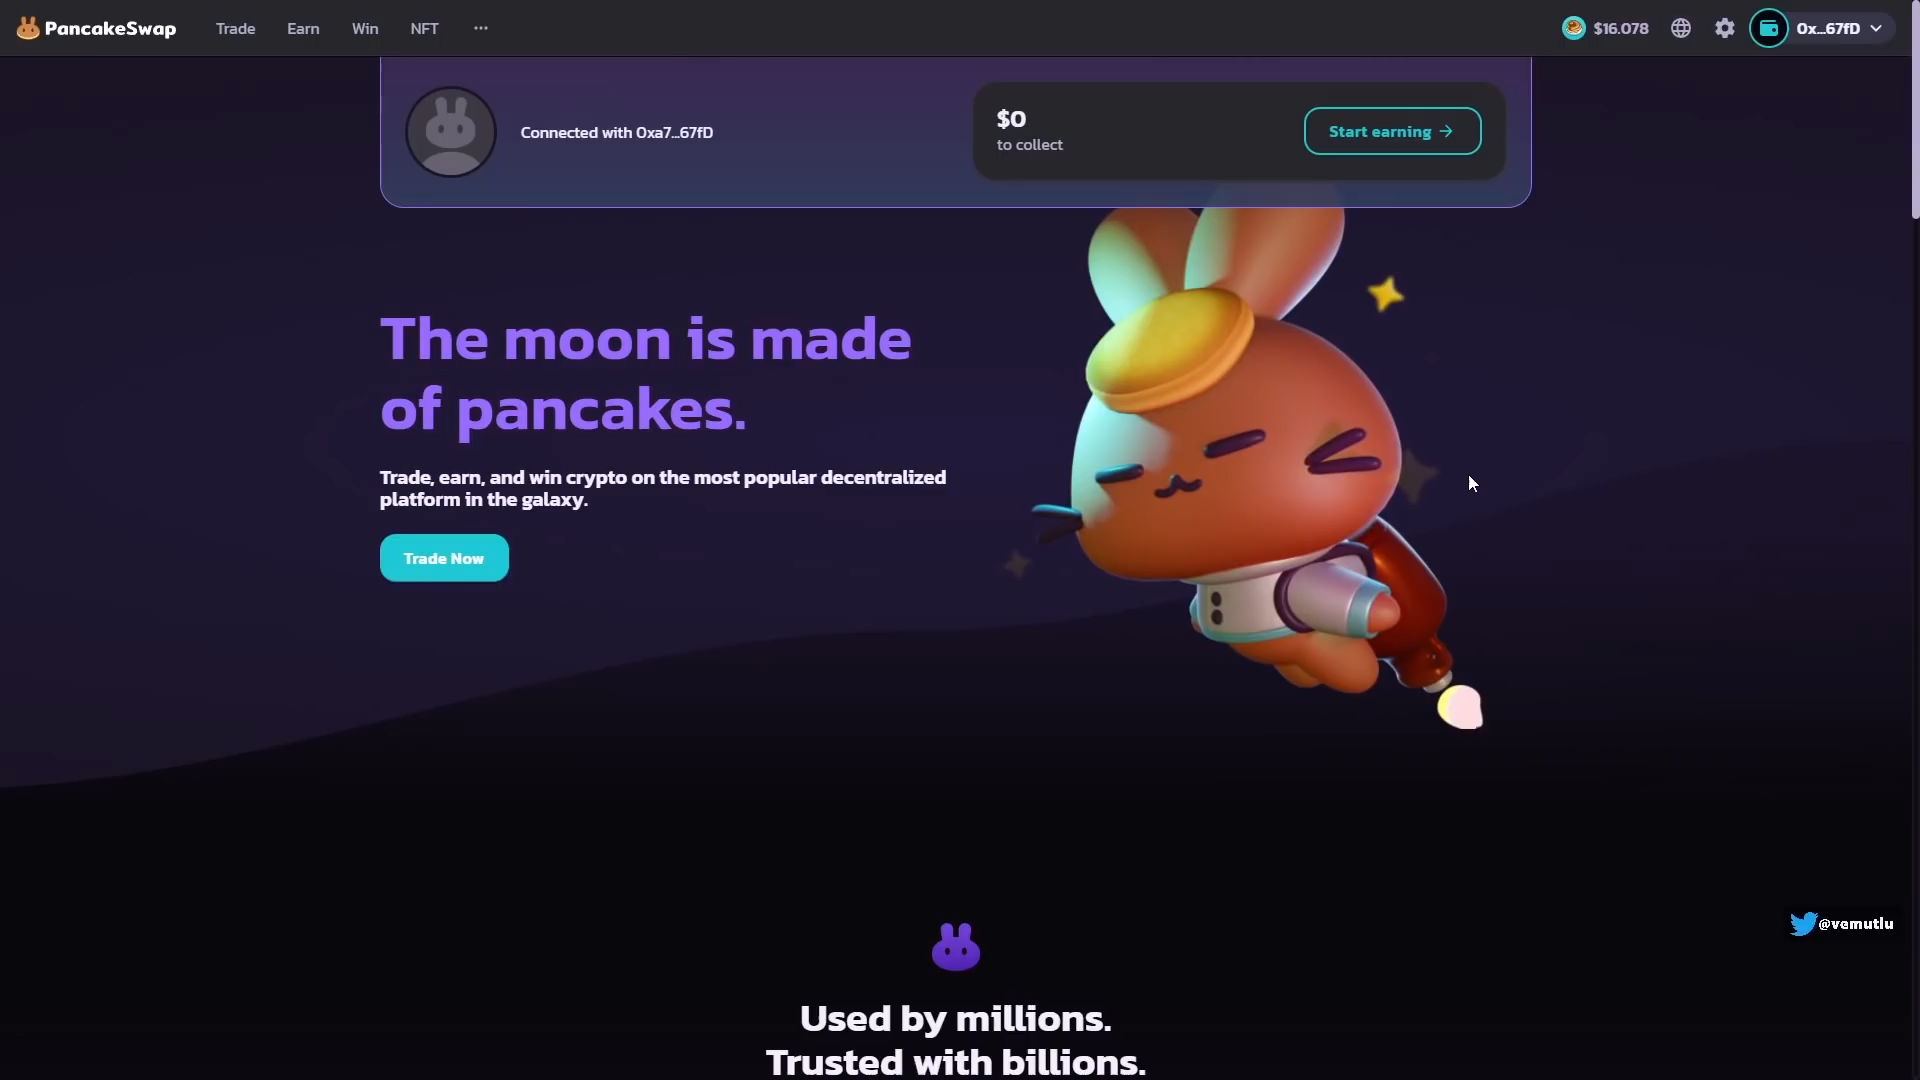 PancakeSwap Trade Earn Win NFT ... $16.078 0x...67fD
Connected with 0xa7...67fD
$0
to collect
Start earning →
The moon is made
of pancakes.
Trade, earn, and win crypto on the most popular decentralized
platform in the galaxy.
Trade Now
@vemutlu
Used by millions.
Trusted with billions.